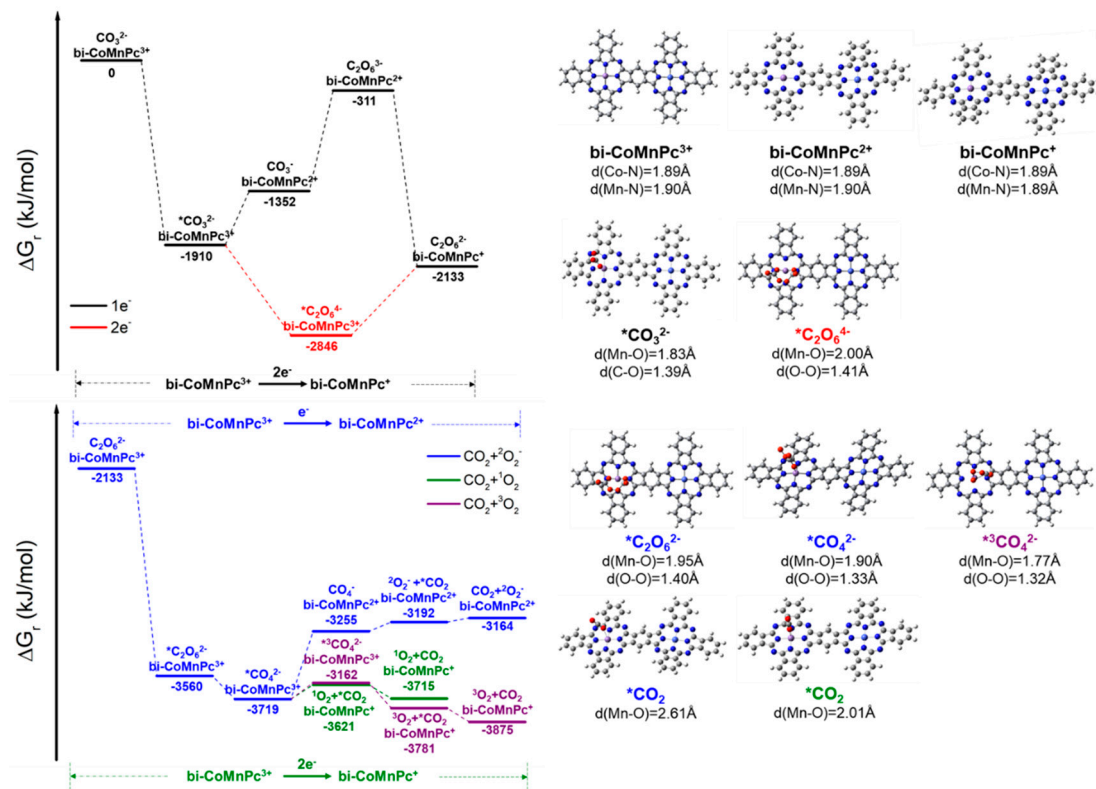 ΔGᵣ (kJ/mol)
CO₃²⁻
bi-CoMnPc³⁺
0
*CO₃²⁻
bi-CoMnPc³⁺
-1910
CO₃⁻
bi-CoMnPc²⁺
-1352
C₂O₆³⁻
bi-CoMnPc²⁺
-311
C₂O₆²⁻
bi-CoMnPc⁺
-2133
*C₂O₆⁴⁻
bi-CoMnPc³⁺
-2846
1e⁻
2e⁻
bi-CoMnPc³⁺ 2e⁻ bi-CoMnPc⁺
bi-CoMnPc³⁺
d(Co-N)=1.89Å
d(Mn-N)=1.90Å
bi-CoMnPc²⁺
d(Co-N)=1.89Å
d(Mn-N)=1.90Å
bi-CoMnPc⁺
d(Co-N)=1.89Å
d(Mn-N)=1.89Å
*CO₃²⁻
d(Mn-O)=1.83Å
d(C-O)=1.39Å
*C₂O₆⁴⁻
d(Mn-O)=2.00Å
d(O-O)=1.41Å
ΔGᵣ (kJ/mol)
bi-CoMnPc³⁺ e⁻ bi-CoMnPc²⁺
C₂O₆²⁻
bi-CoMnPc³⁺
-2133
CO₂+²O₂⁻
CO₂+¹O₂
CO₂+³O₂
*C₂O₆²⁻
bi-CoMnPc³⁺
-3560
*CO₄²⁻
bi-CoMnPc³⁺
-3719
CO₄⁻
bi-CoMnPc²⁺
-3255
²O₂⁻+*CO₂
bi-CoMnPc²⁺
-3192
CO₂+²O₂⁻
bi-CoMnPc²⁺
-3164
*³CO₄²⁻
bi-CoMnPc³⁺
-3162
¹O₂+*CO₂
bi-CoMnPc⁺
-3621
¹O₂+CO₂
bi-CoMnPc⁺
-3715
³O₂+*CO₂
bi-CoMnPc⁺
-3781
³O₂+CO₂
bi-CoMnPc⁺
-3875
bi-CoMnPc³⁺ 2e⁻ bi-CoMnPc⁺
*C₂O₆²⁻
d(Mn-O)=1.95Å
d(O-O)=1.40Å
*CO₄²⁻
d(Mn-O)=1.90Å
d(O-O)=1.33Å
*³CO₄²⁻
d(Mn-O)=1.77Å
d(O-O)=1.32Å
*CO₂
d(Mn-O)=2.61Å
*CO₂
d(Mn-O)=2.01Å